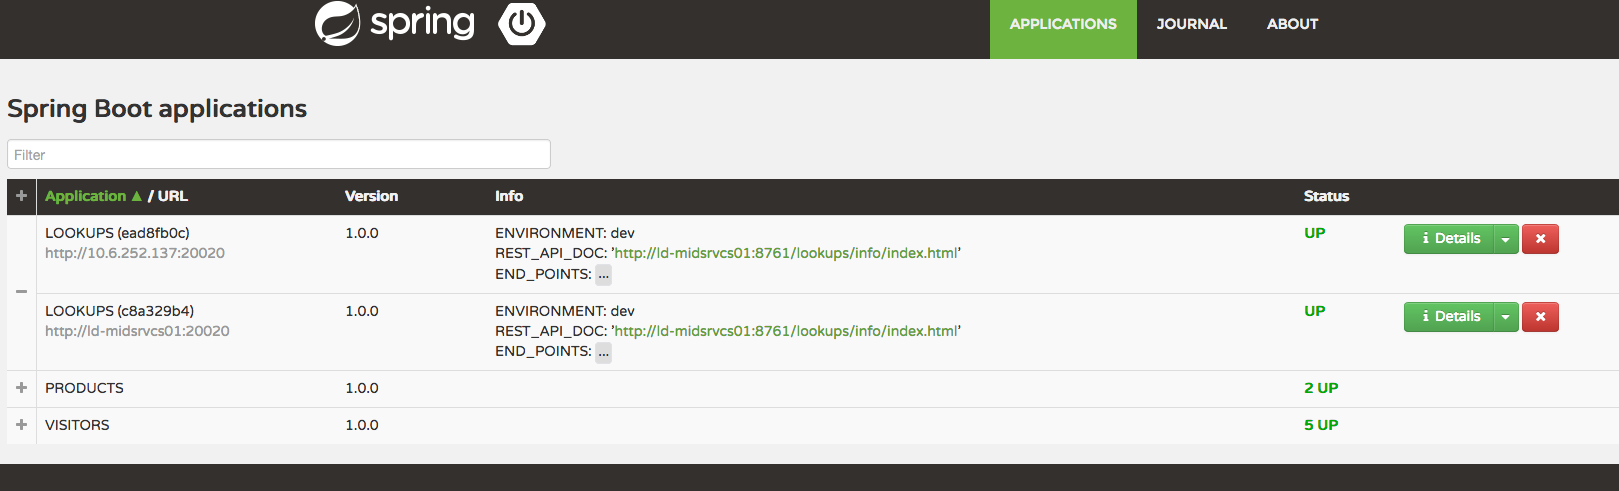 spring
APPLICATIONS JOURNAL ABOUT
Spring Boot applications
Filter
+ Application ▲ / URL Version Info Status
LOOKUPS (ead8fb0c) 1.0.0 ENVIRONMENT: dev UP i Details ×
http://10.6.252.137:20020 REST_API_DOC: 'http://ld-midsrvcs01:8761/lookups/info/index.html'
END_POINTS: ...
−
LOOKUPS (c8a329b4) 1.0.0 ENVIRONMENT: dev UP i Details ×
http://ld-midsrvcs01:20020 REST_API_DOC: 'http://ld-midsrvcs01:8761/lookups/info/index.html'
END_POINTS: ...
+ PRODUCTS 1.0.0 2 UP
+ VISITORS 1.0.0 5 UP